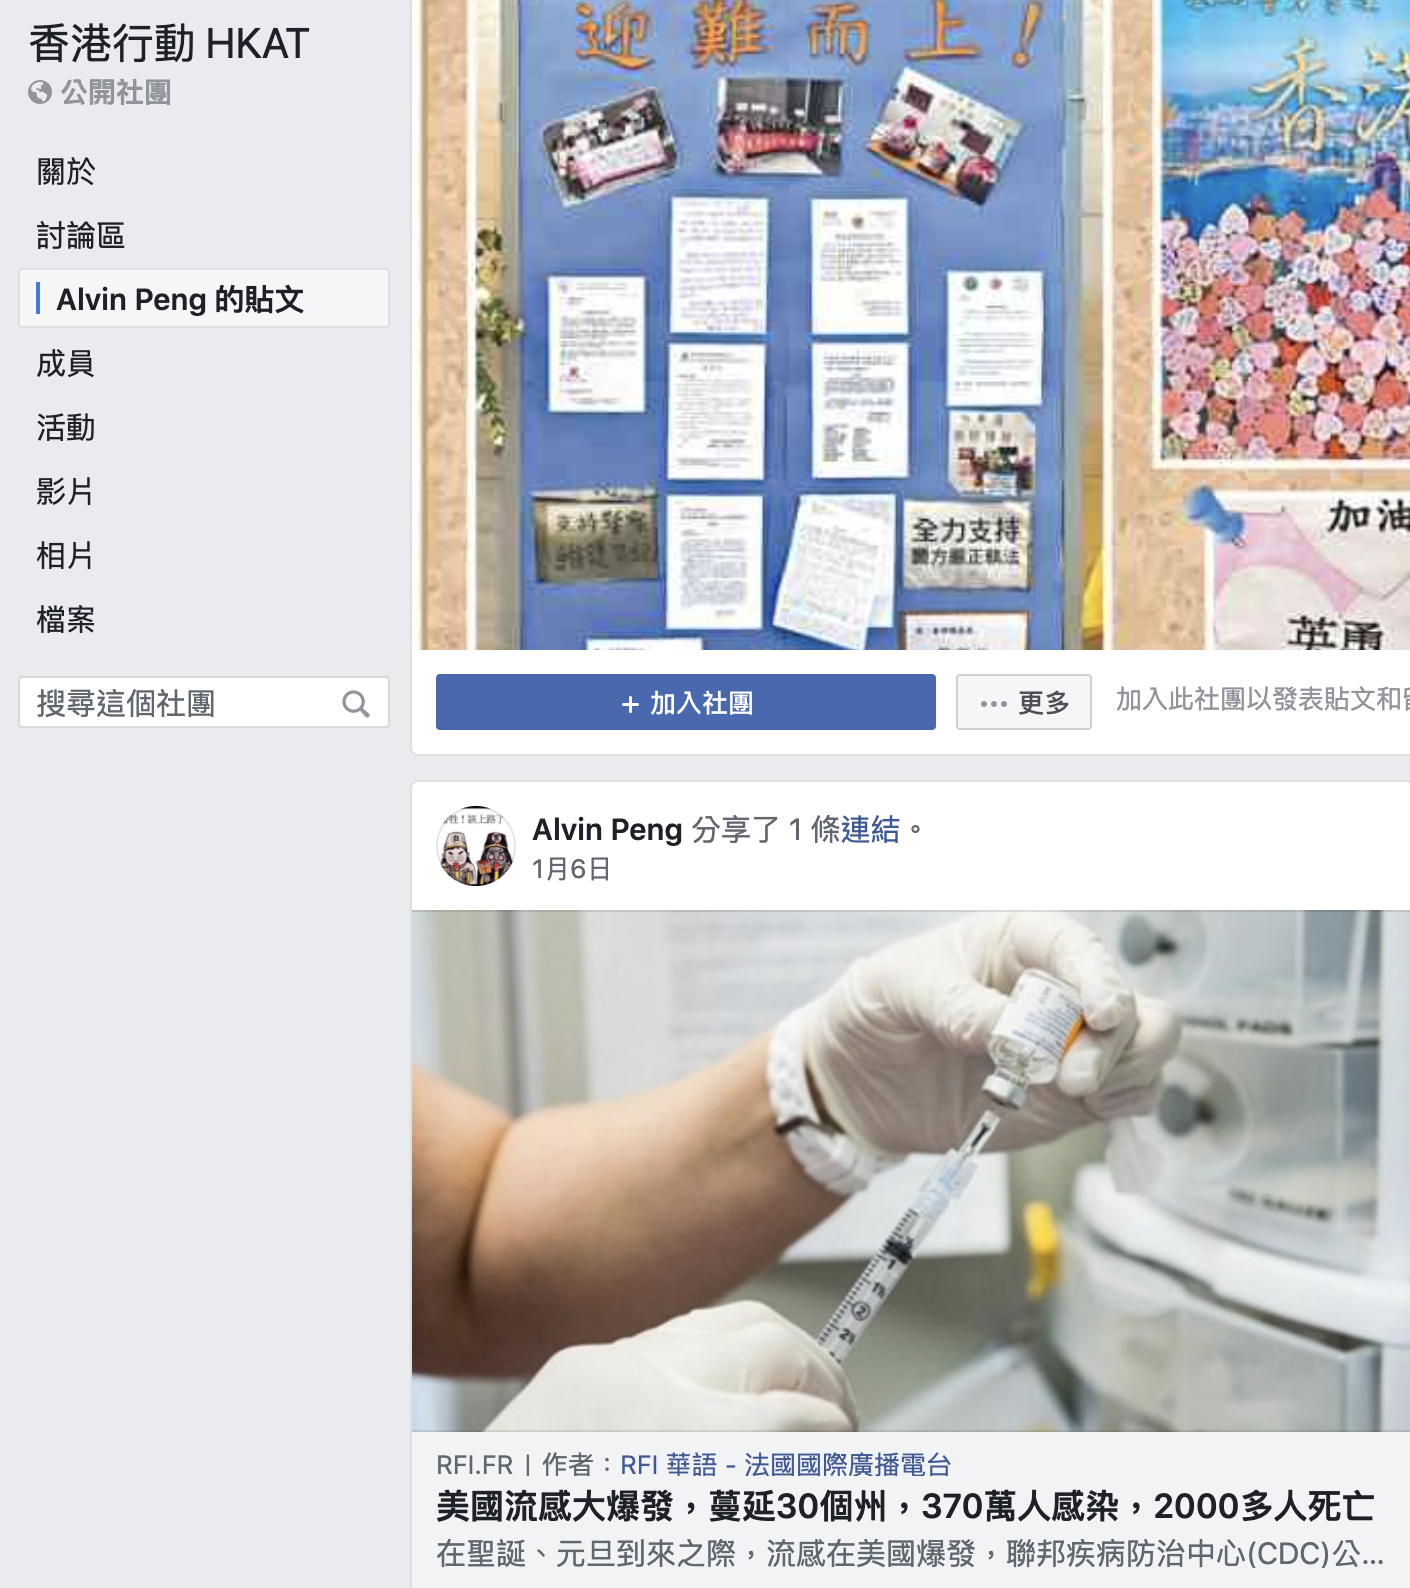 香港行動 HKAT
公開社團
關於
討論區
Alvin Peng 的貼文
成員
活動
影片
相片
檔案
搜尋這個社團
迎難而上!
香港
全力支持
警方嚴正執法
加油
英勇
+ 加入社團
更多
加入此社團以發表貼文和
Alvin Peng 分享了 1 條連結。
1月6日
RFI.FR | 作者：RFI 華語 - 法國國際廣播電台
美國流感大爆發，蔓延30個州，370萬人感染，2000多人死亡
在聖誕、元旦到來之際，流感在美國爆發，聯邦疾病防治中心(CDC)公...